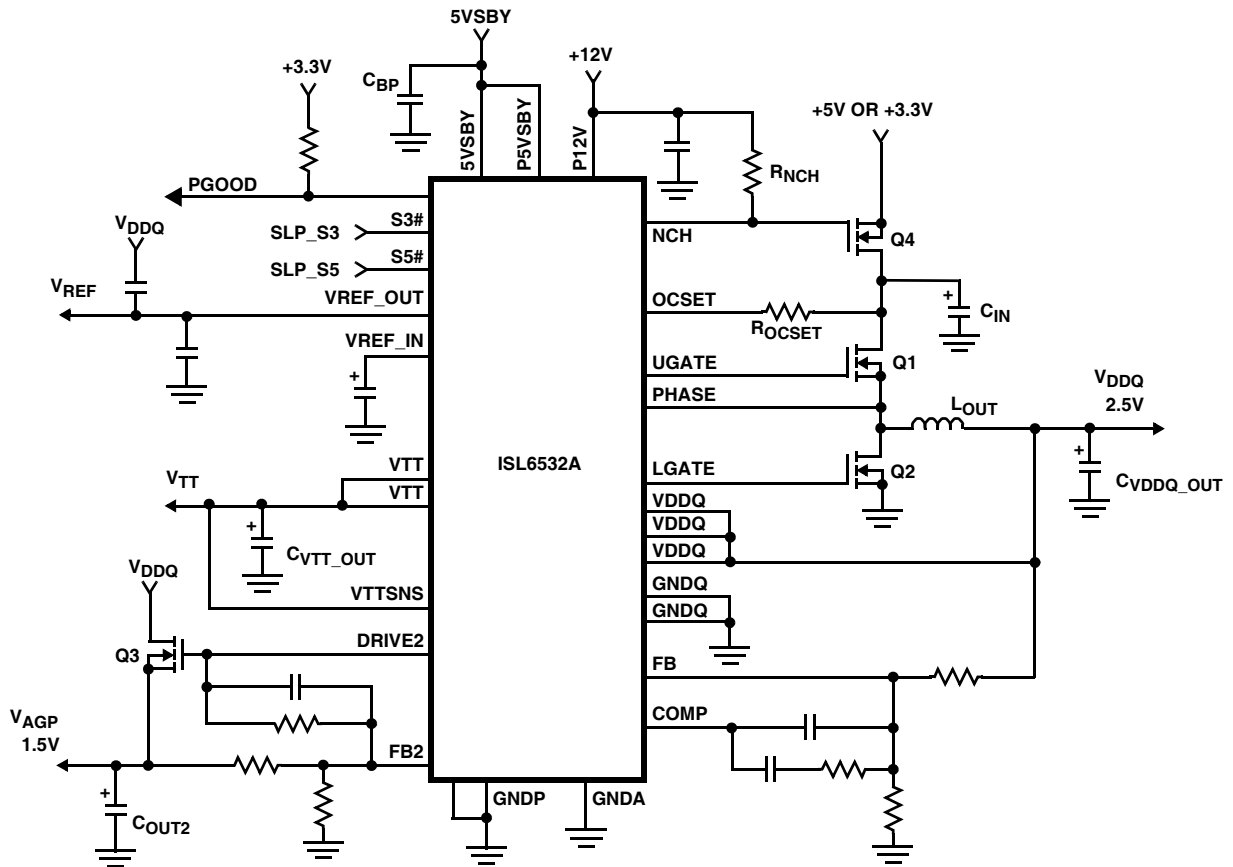 5VSBY
+12V
+3.3V
CBP
+5V OR +3.3V
5VSBY
P5VSBY
P12V
RNCH
PGOOD
VDDQ
S3#
SLP_S3
NCH
Q4
S5#
SLP_S5
VREF
VREF_OUT
OCSET
ROCSET
+
CIN
VREF_IN
+
UGATE
Q1
PHASE
LOUT
VDDQ
2.5V
VTT
VTT
VTT
ISL6532A
LGATE
Q2
+
CVDDQ_OUT
VDDQ
VDDQ
VDDQ
+
CVTT_OUT
VDDQ
VTTSNS
GNDQ
GNDQ
Q3
DRIVE2
FB
COMP
VAGP
1.5V
FB2
+
COUT2
GNDP
GNDA